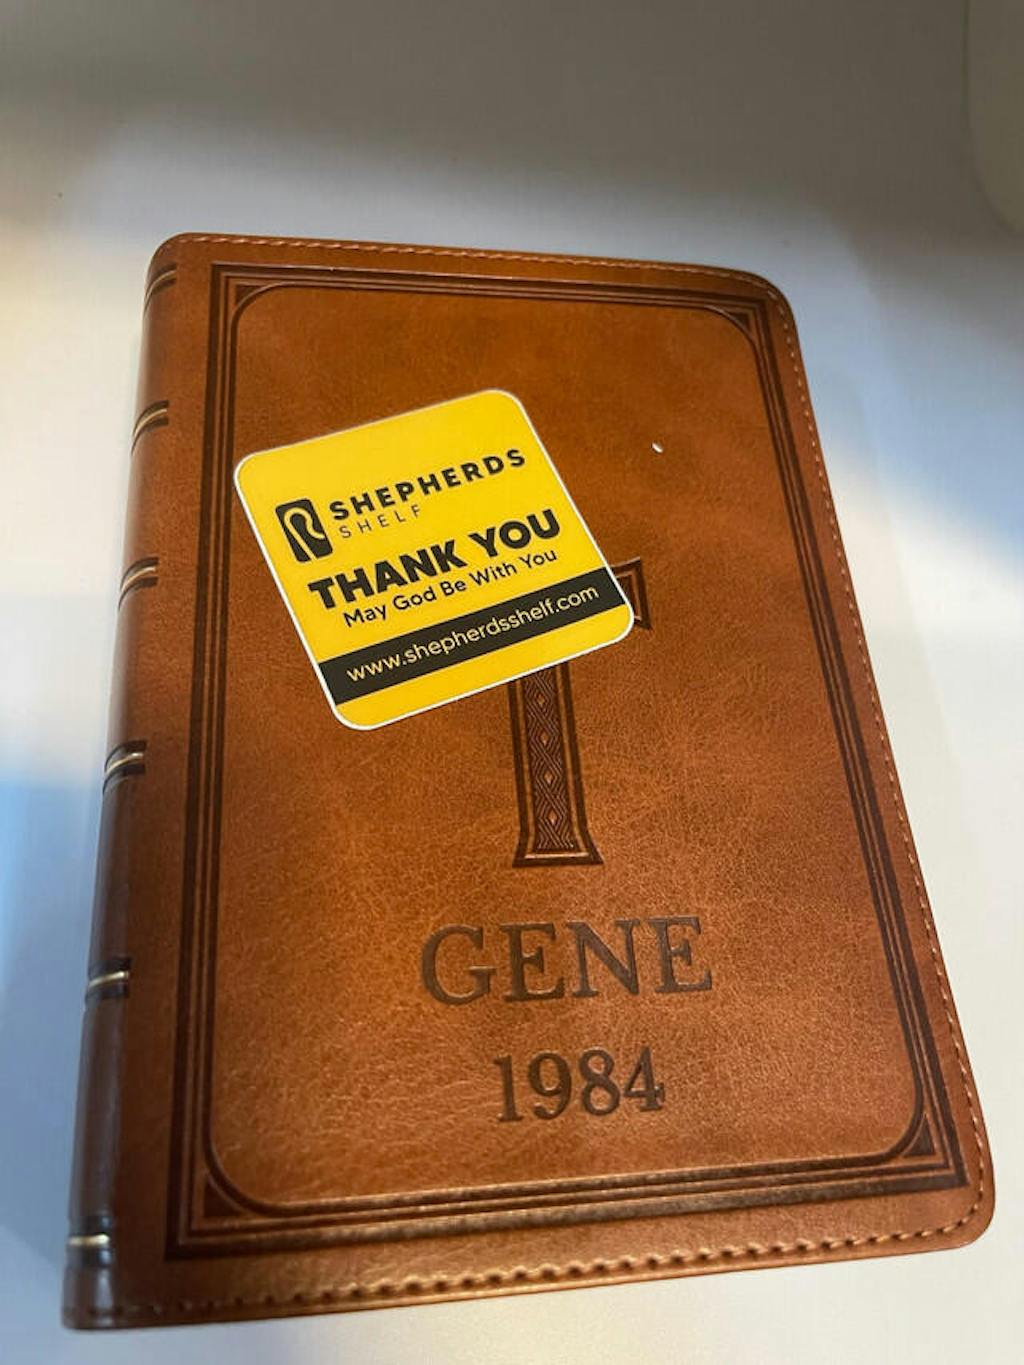 SHEPHERDS
SHELF
THANK YOU
May God Be With You
www.shepherdsshelf.com
GENE
1984